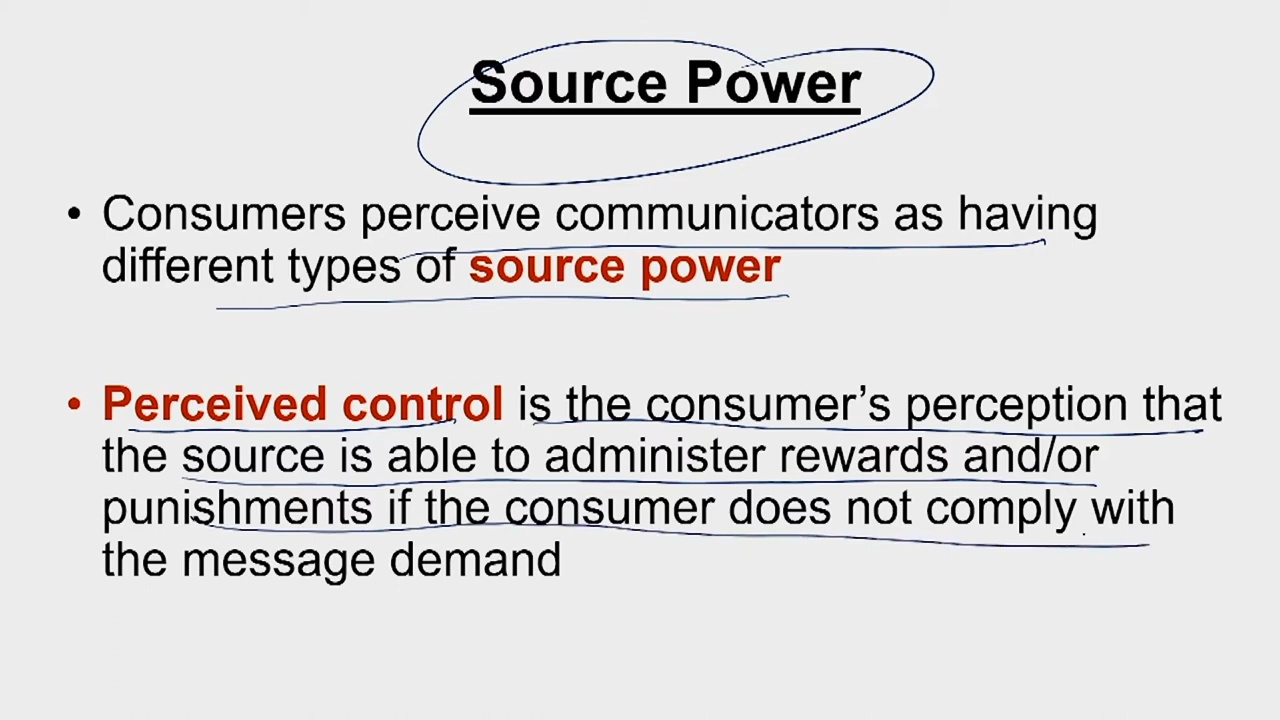 Source Power
• Consumers perceive communicators as having
different types of source power
• Perceived control is the consumer’s perception that
the source is able to administer rewards and/or
punishments if the consumer does not comply with
the message demand